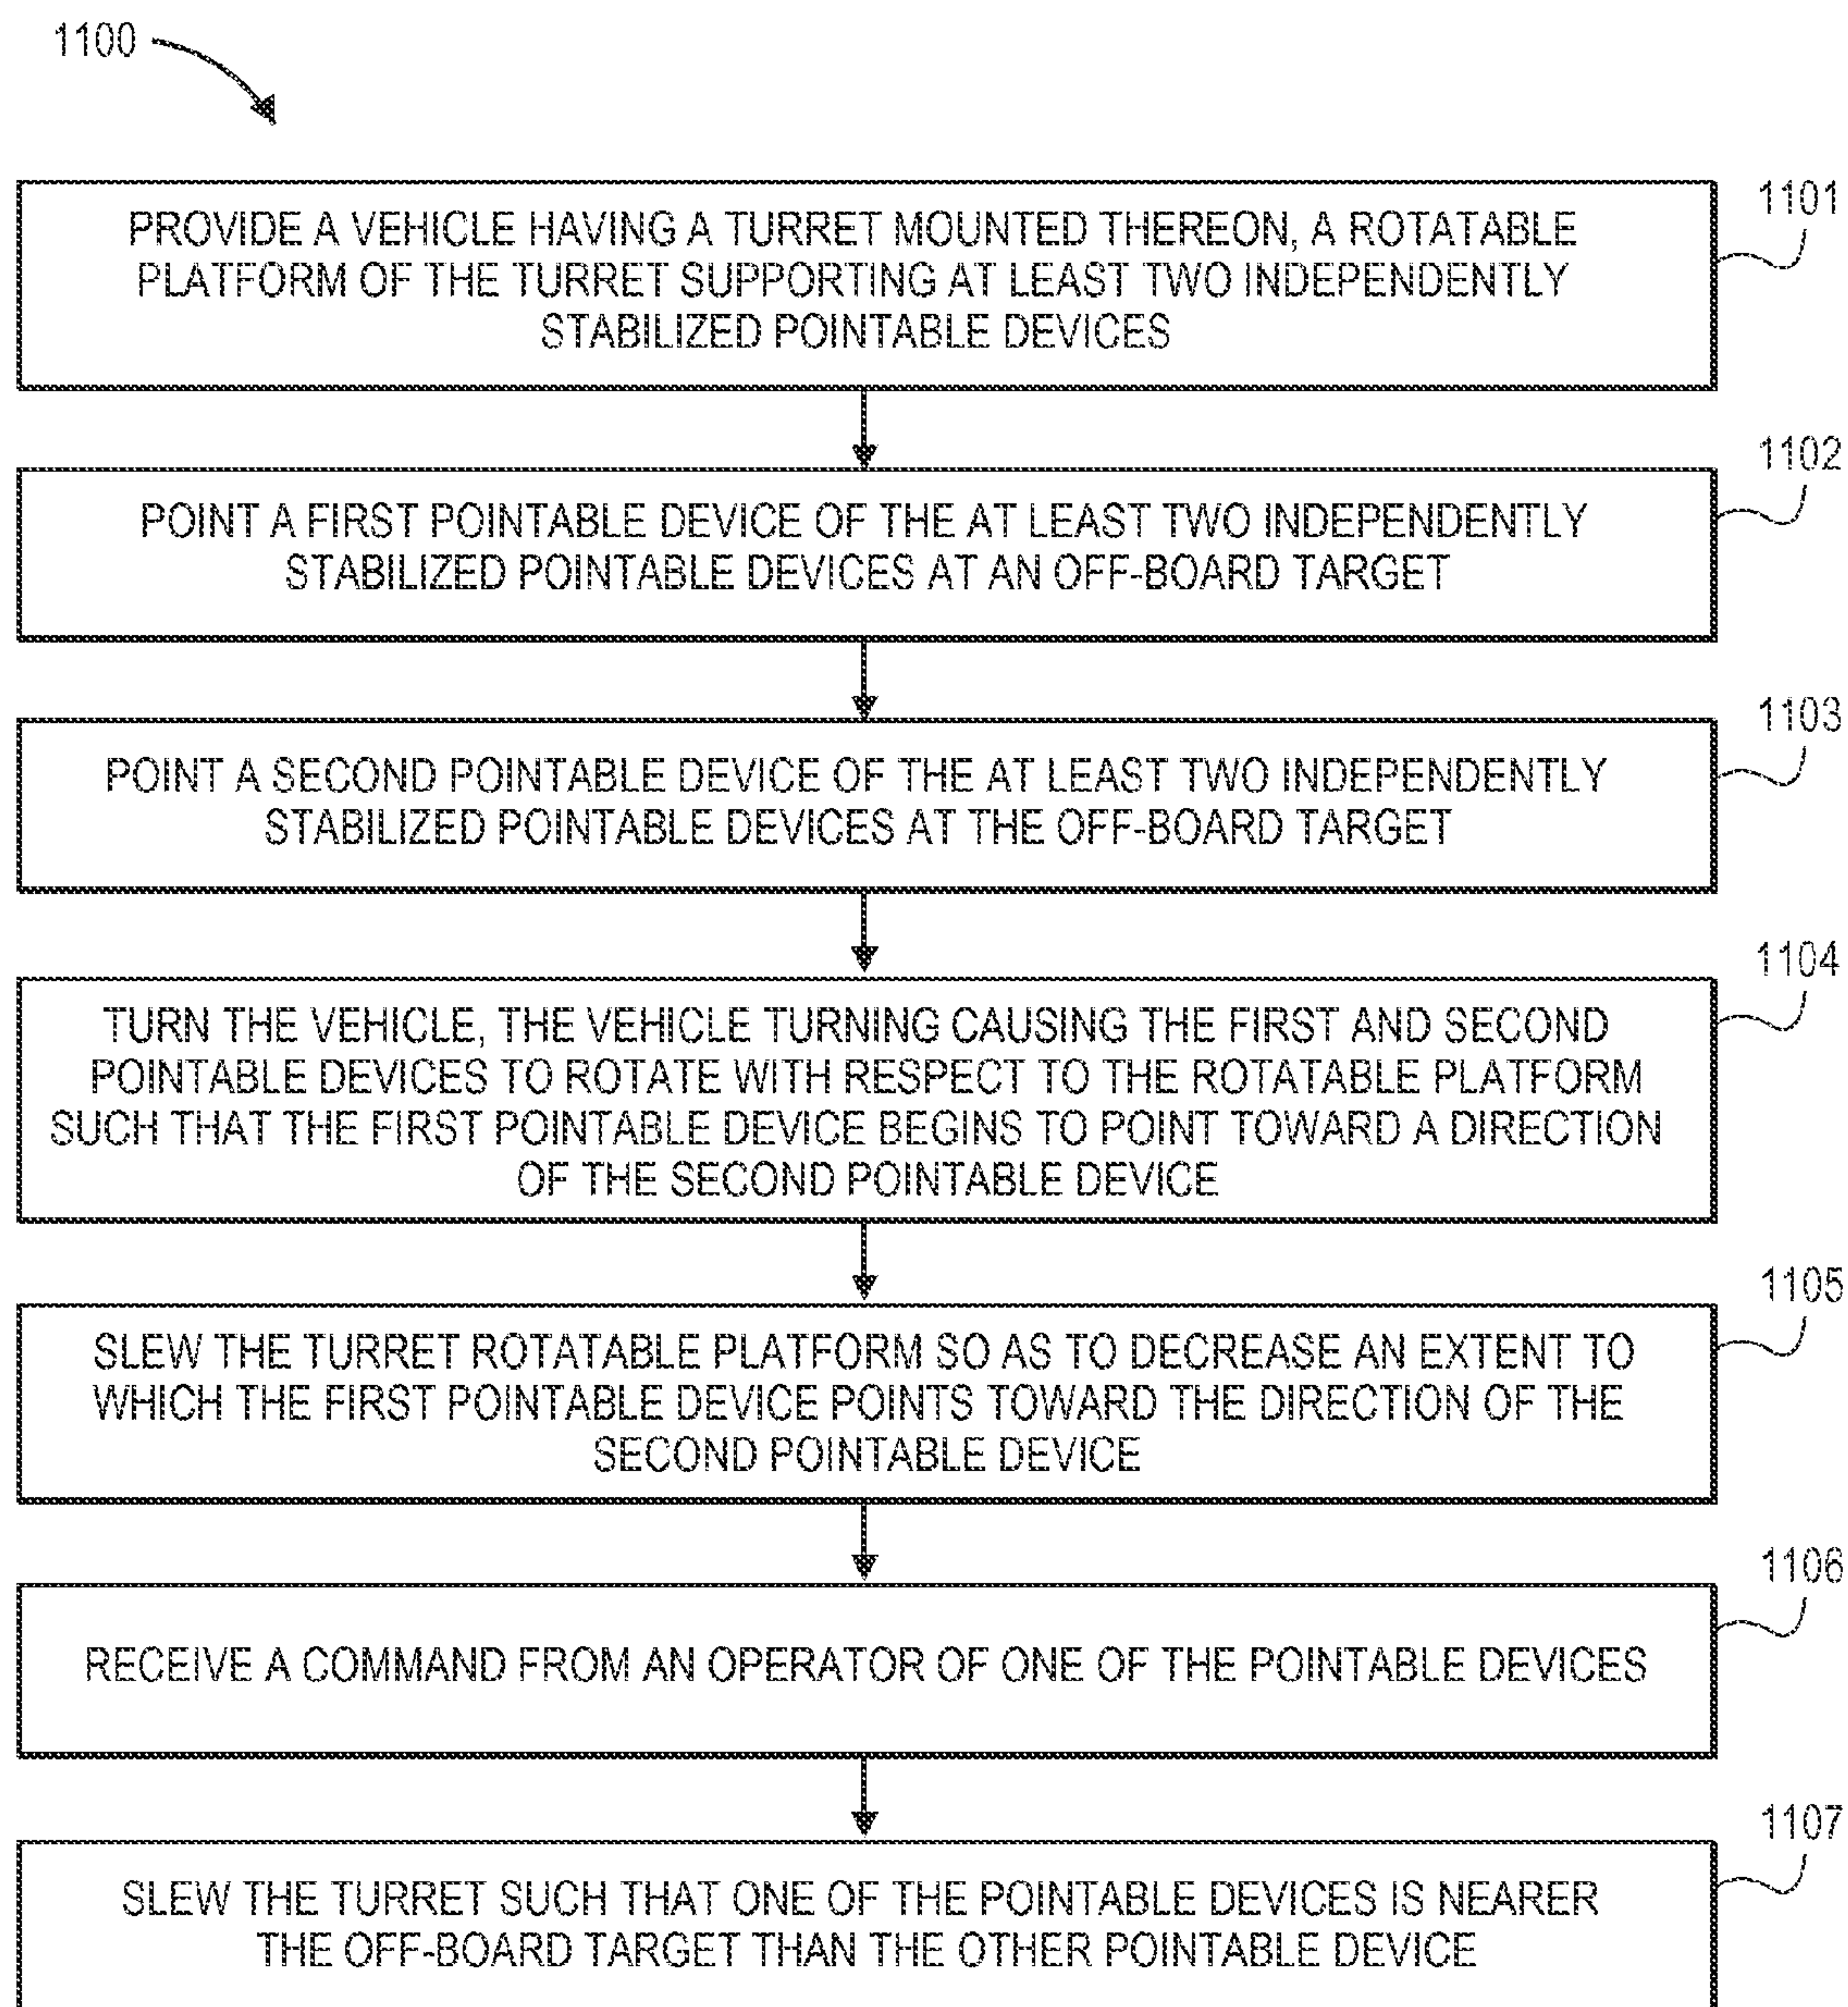 1100
1101
PROVIDE A VEHICLE HAVING A TURRET MOUNTED THEREON, A ROTATABLE
PLATFORM OF THE TURRET SUPPORTING AT LEAST TWO INDEPENDENTLY
STABILIZED POINTABLE DEVICES
1102
POINT A FIRST POINTABLE DEVICE OF THE AT LEAST TWO INDEPENDENTLY
STABILIZED POINTABLE DEVICES AT AN OFF-BOARD TARGET
1103
POINT A SECOND POINTABLE DEVICE OF THE AT LEAST TWO INDEPENDENTLY
STABILIZED POINTABLE DEVICES AT THE OFF-BOARD TARGET
1104
TURN THE VEHICLE, THE VEHICLE TURNING CAUSING THE FIRST AND SECOND
POINTABLE DEVICES TO ROTATE WITH RESPECT TO THE ROTATABLE PLATFORM
SUCH THAT THE FIRST POINTABLE DEVICE BEGINS TO POINT TOWARD A DIRECTION
OF THE SECOND POINTABLE DEVICE
1105
SLEW THE TURRET ROTATABLE PLATFORM SO AS TO DECREASE AN EXTENT TO
WHICH THE FIRST POINTABLE DEVICE POINTS TOWARD THE DIRECTION OF THE
SECOND POINTABLE DEVICE
1106
RECEIVE A COMMAND FROM AN OPERATOR OF ONE OF THE POINTABLE DEVICES
1107
SLEW THE TURRET SUCH THAT ONE OF THE POINTABLE DEVICES IS NEARER
THE OFF-BOARD TARGET THAN THE OTHER POINTABLE DEVICE